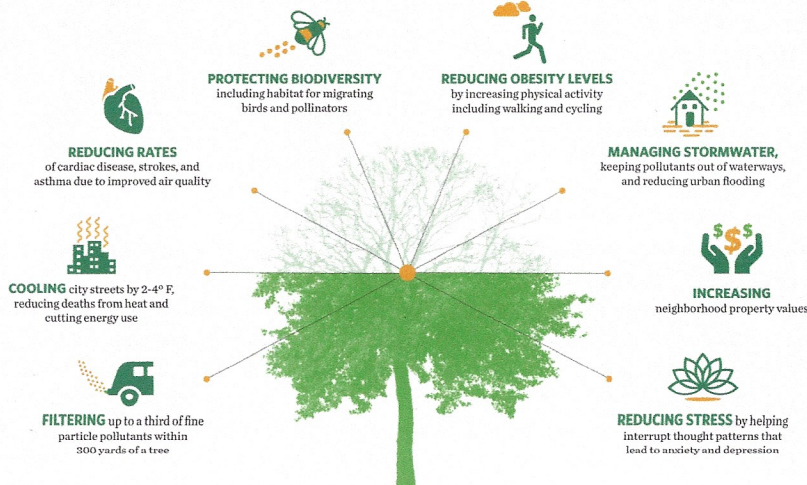 PROTECTING BIODIVERSITY
including habitat for migrating
birds and pollinators
REDUCING OBESITY LEVELS
by increasing physical activity
including walking and cycling
REDUCING RATES
of cardiac disease, strokes, and
asthma due to improved air quality
MANAGING STORMWATER,
keeping pollutants out of waterways,
and reducing urban flooding
COOLING city streets by 2-4° F,
reducing deaths from heat and
cutting energy use
$ $ $
INCREASING
neighborhood property values
FILTERING up to a third of fine
particle pollutants within
300 yards of a tree
REDUCING STRESS by helping
interrupt thought patterns that
lead to anxiety and depression